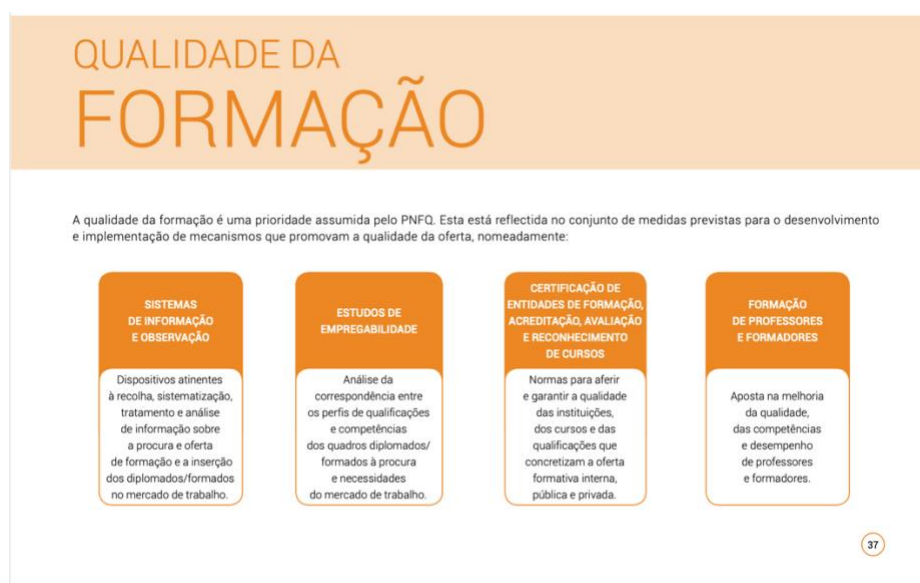 QUALIDADE DA
FORMAÇÃO
A qualidade da formação é uma prioridade assumida pelo PNFQ. Esta está reflectida no conjunto de medidas previstas para o desenvolvimento
e implementação de mecanismos que promovam a qualidade da oferta, nomeadamente:
SISTEMAS
DE INFORMAÇÃO
E OBSERVAÇÃO
Dispositivos atinentes
à recolha, sistematização,
tratamento e análise
de informação sobre
a procura e oferta
de formação e a inserção
dos diplomados/formados
no mercado de trabalho.
ESTUDOS DE
EMPREGABILIDADE
Análise da
correspondência entre
os perfis de qualificações
e competências
dos quadros diplomados/
formados à procura
e necessidades
do mercado de trabalho.
CERTIFICAÇÃO DE
ENTIDADES DE FORMAÇÃO,
ACREDITAÇÃO, AVALIAÇÃO
E RECONHECIMENTO
DE CURSOS
Normas para aferir
e garantir a qualidade
das instituições,
dos cursos e das
qualificações que
concretizam a oferta
formativa interna,
pública e privada.
FORMAÇÃO
DE PROFESSORES
E FORMADORES
Aposta na melhoria
da qualidade,
das competências
e desempenho
de professores
e formadores.
37